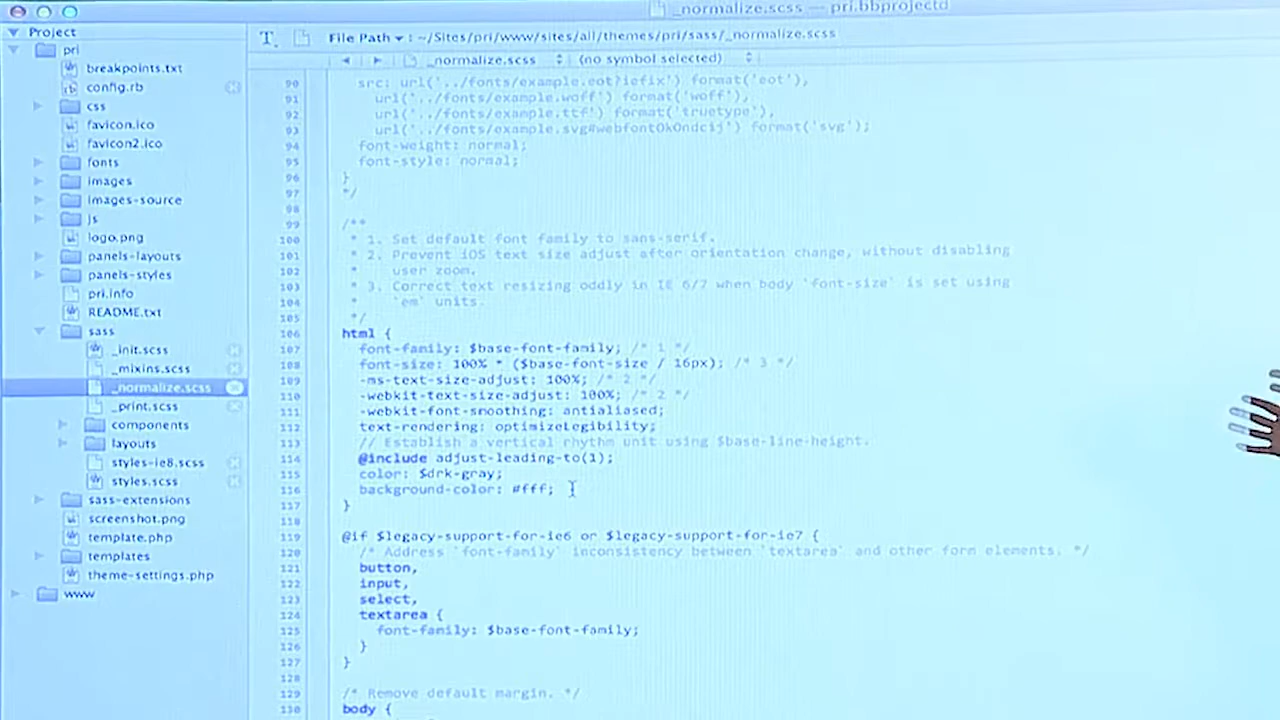 _normalize.scss — pri.bbprojectd
Project
pri
breakpoints.txt
config.rb
css
favicon.ico
favicon2.ico
fonts
images
images-source
js
logo.png
panels-layouts
panels-styles
pri.info
README.txt
sass
_init.scss
_mixins.scss
_normalize.scss
_print.scss
components
layouts
styles-ie8.scss
styles.scss
sass-extensions
screenshot.png
template.php
templates
theme-settings.php
www
T. File Path ▾ : ~/Sites/pri/www/sites/all/themes/pri/sass/_normalize.scss
_normalize.scss (no symbol selected)
90 src: url('../fonts/example.eot?iefix') format('eot'),
91 url('../fonts/example.woff') format('woff'),
92 url('../fonts/example.ttf') format('truetype'),
93 url('../fonts/example.svg#webfontOkOndcij') format('svg');
94 font-weight: normal;
95 font-style: normal;
96 }
97 */
98
99 /**
100 * 1. Set default font family to sans-serif.
101 * 2. Prevent iOS text size adjust after orientation change, without disabling
102 * user zoom.
103 * 3. Correct text resizing oddly in IE 6/7 when body `font-size` is set using
104 * `em` units.
105 */
106 html {
107 font-family: $base-font-family; /* 1 */
108 font-size: 100% * ($base-font-size / 16px); /* 3 */
109 -ms-text-size-adjust: 100%; /* 2 */
110 -webkit-text-size-adjust: 100%; /* 2 */
111 -webkit-font-smoothing: antialiased;
112 text-rendering: optimizelegibility;
113 // Establish a vertical rhythm unit using $base-line-height.
114 @include adjust-leading-to(1);
115 color: $drk-gray;
116 background-color: #fff;
117 }
118
119 @if $legacy-support-for-ie6 or $legacy-support-for-ie7 {
120 /* Address `font-family` inconsistency between `textarea` and other form elements. */
121 button,
122 input,
123 select,
124 textarea {
125 font-family: $base-font-family;
126 }
127 }
128
129 /* Remove default margin. */
130 body {